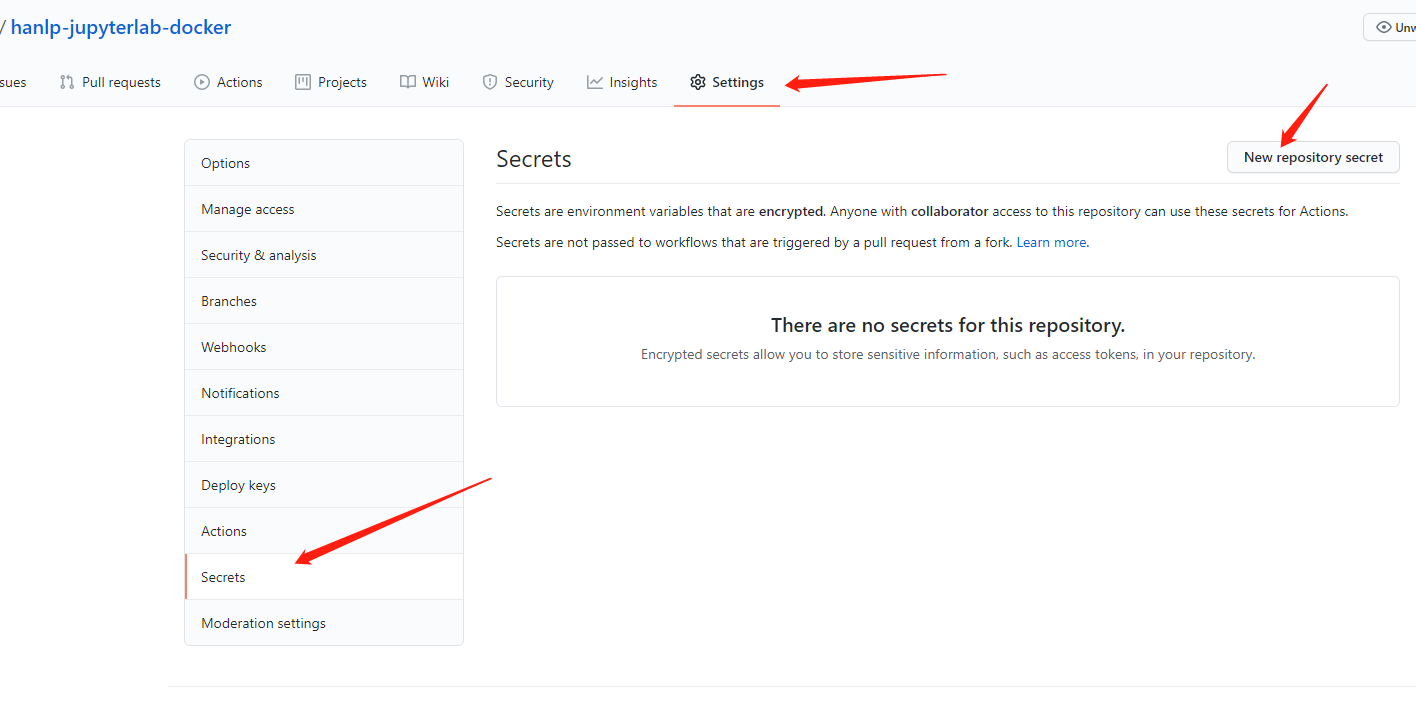 / hanlp-jupyterlab-docker
Pull requests Actions Projects Wiki Security Insights Settings
Options
Manage access
Security & analysis
Branches
Webhooks
Notifications
Integrations
Deploy keys
Actions
Secrets
Moderation settings
Secrets
New repository secret
Secrets are environment variables that are encrypted. Anyone with collaborator access to this repository can use these secrets for Actions.
Secrets are not passed to workflows that are triggered by a pull request from a fork. Learn more.
There are no secrets for this repository.
Encrypted secrets allow you to store sensitive information, such as access tokens, in your repository.